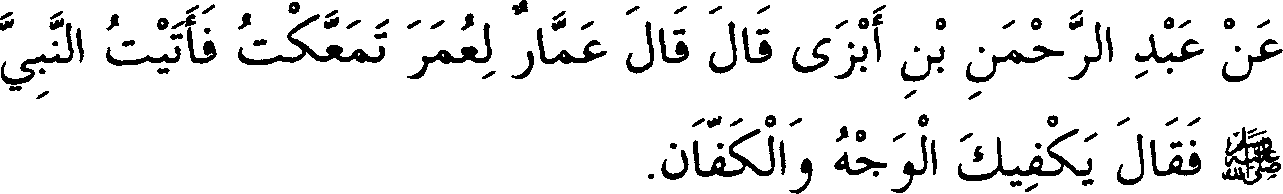 عَنْ عَبْدِ الرَّحْمَنِ بْنِ أَبْزَى قَالَ قَالَ عَمَّارٌ لِعُمَرَ تَمَعَّكْتُ فَأَتَيْتُ النَّبِيَّ
ﷺ فَقَالَ يَكْفِيكَ الْوَجْهُ وَالْكَفَّانِ.